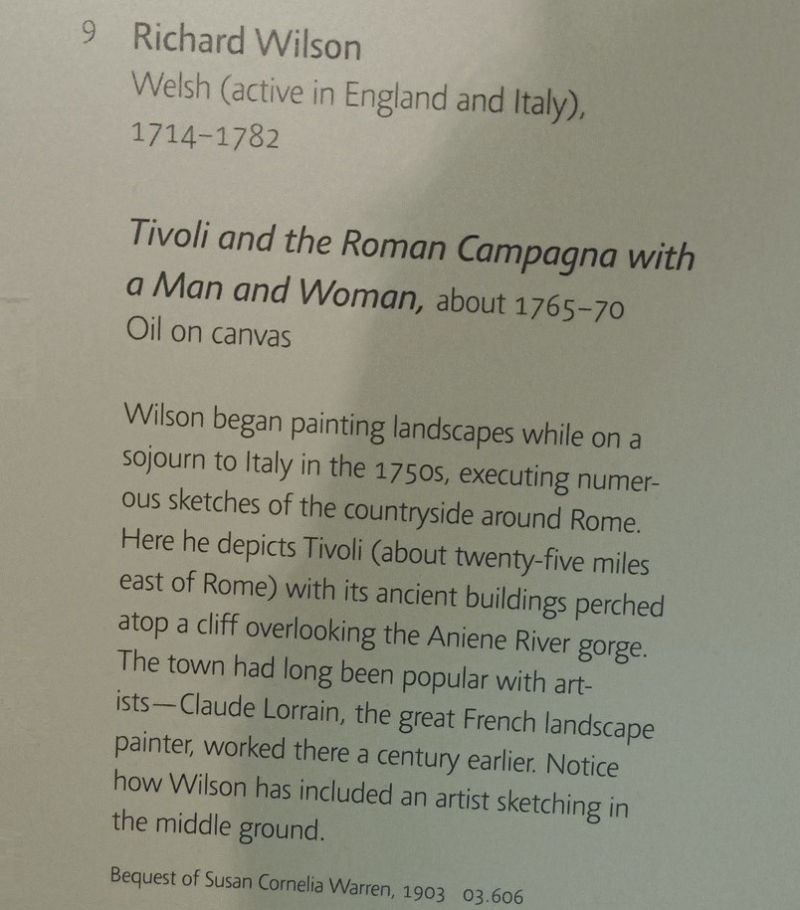 9 Richard Wilson
Welsh (active in England and Italy),
1714–1782
Tivoli and the Roman Campagna with
a Man and Woman, about 1765–70
Oil on canvas
Wilson began painting landscapes while on a
sojourn to Italy in the 1750s, executing numer-
ous sketches of the countryside around Rome.
Here he depicts Tivoli (about twenty-five miles
east of Rome) with its ancient buildings perched
atop a cliff overlooking the Aniene River gorge.
The town had long been popular with art-
ists—Claude Lorrain, the great French landscape
painter, worked there a century earlier. Notice
how Wilson has included an artist sketching in
the middle ground.
Bequest of Susan Cornelia Warren, 1903 03.606